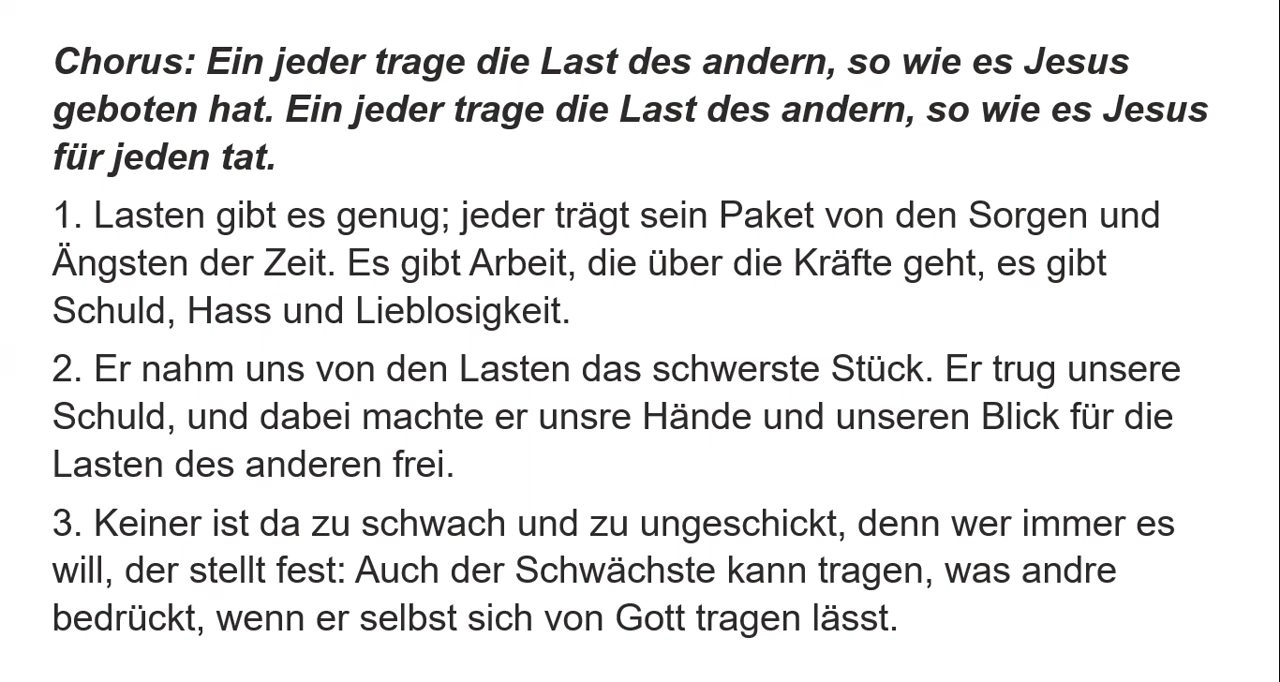 Chorus: Ein jeder trage die Last des andern, so wie es Jesus
geboten hat. Ein jeder trage die Last des andern, so wie es Jesus
für jeden tat.
1. Lasten gibt es genug; jeder trägt sein Paket von den Sorgen und
Ängsten der Zeit. Es gibt Arbeit, die über die Kräfte geht, es gibt
Schuld, Hass und Lieblosigkeit.
2. Er nahm uns von den Lasten das schwerste Stück. Er trug unsere
Schuld, und dabei machte er unsre Hände und unseren Blick für die
Lasten des anderen frei.
3. Keiner ist da zu schwach und zu ungeschickt, denn wer immer es
will, der stellt fest: Auch der Schwächste kann tragen, was andre
bedrückt, wenn er selbst sich von Gott tragen lässt.